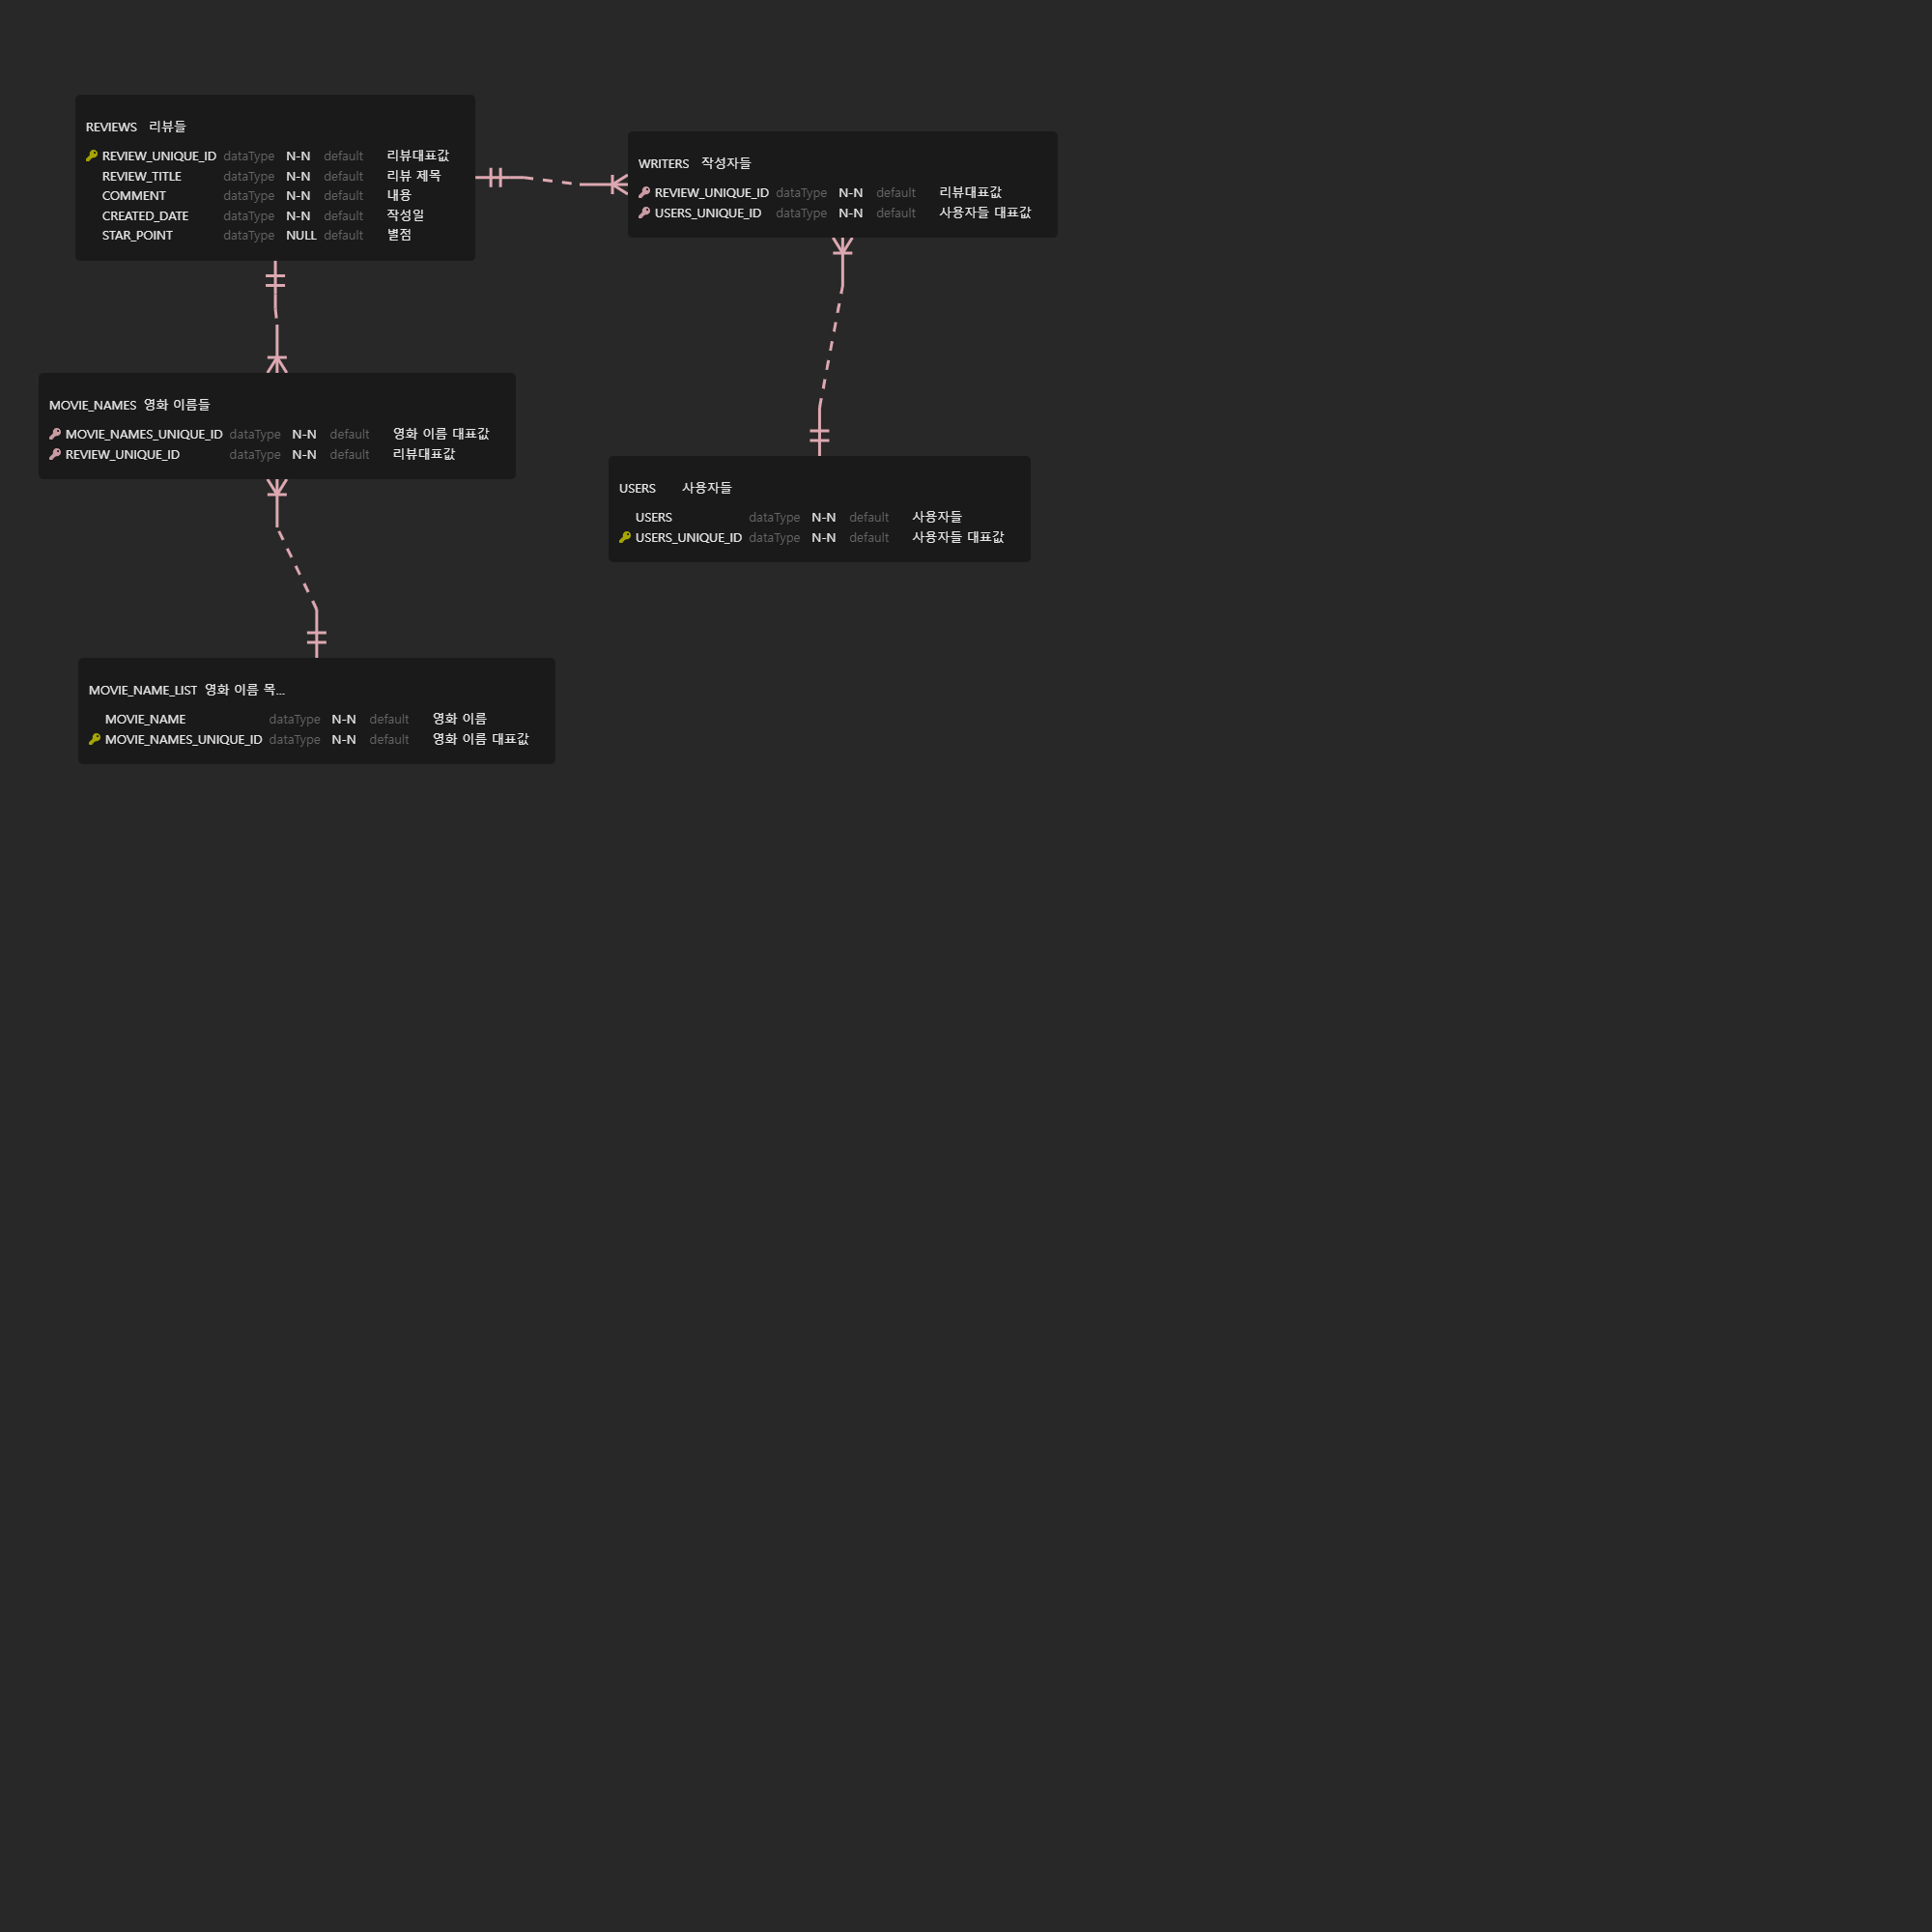 REVIEWS 리뷰들
REVIEW_UNIQUE_ID dataType N-N default 리뷰대표값
REVIEW_TITLE dataType N-N default 리뷰 제목
COMMENT dataType N-N default 내용
CREATED_DATE dataType N-N default 작성일
STAR_POINT dataType NULL default 별점
WRITERS 작성자들
REVIEW_UNIQUE_ID dataType N-N default 리뷰대표값
USERS_UNIQUE_ID dataType N-N default 사용자들 대표값
MOVIE_NAMES 영화 이름들
MOVIE_NAMES_UNIQUE_ID dataType N-N default 영화 이름 대표값
REVIEW_UNIQUE_ID dataType N-N default 리뷰대표값
USERS 사용자들
USERS dataType N-N default 사용자들
USERS_UNIQUE_ID dataType N-N default 사용자들 대표값
MOVIE_NAME_LIST 영화 이름 목...
MOVIE_NAME dataType N-N default 영화 이름
MOVIE_NAMES_UNIQUE_ID dataType N-N default 영화 이름 대표값